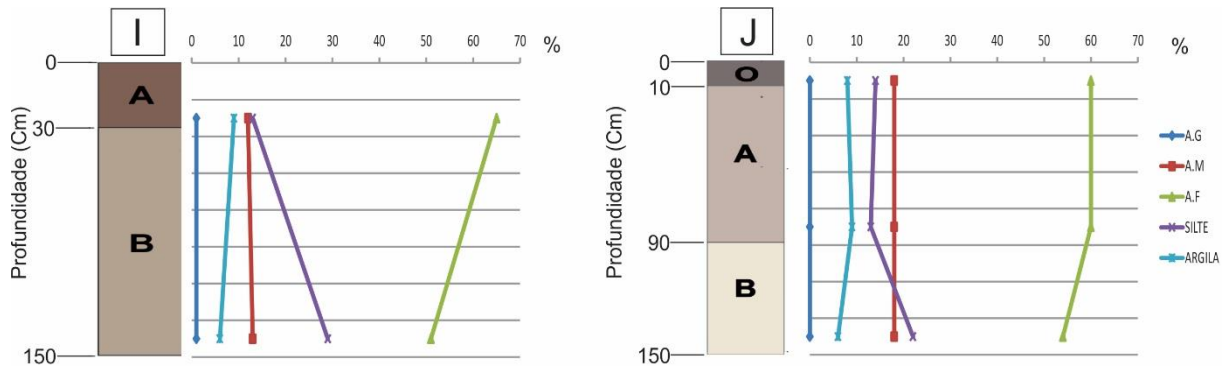 I
0 10 20 30 40 50 60 70 %
Profundidade (Cm)
0
A
30
B
150
J
0 10 20 30 40 50 60 70 %
Profundidade (Cm)
0
O
10
A
90
B
150
A.G
A.M
A.F
SILTE
ARGILA